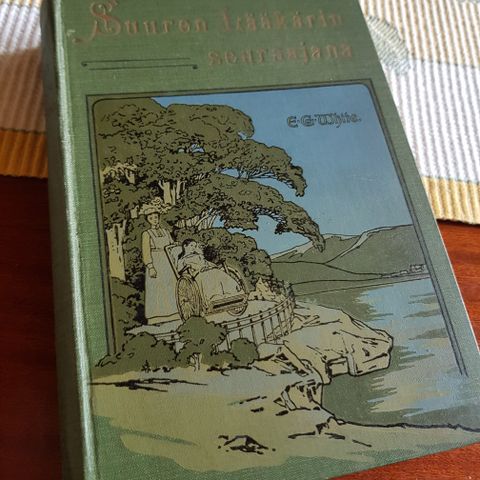 Suuren Lääkärin
seuraajana
E·G·White.